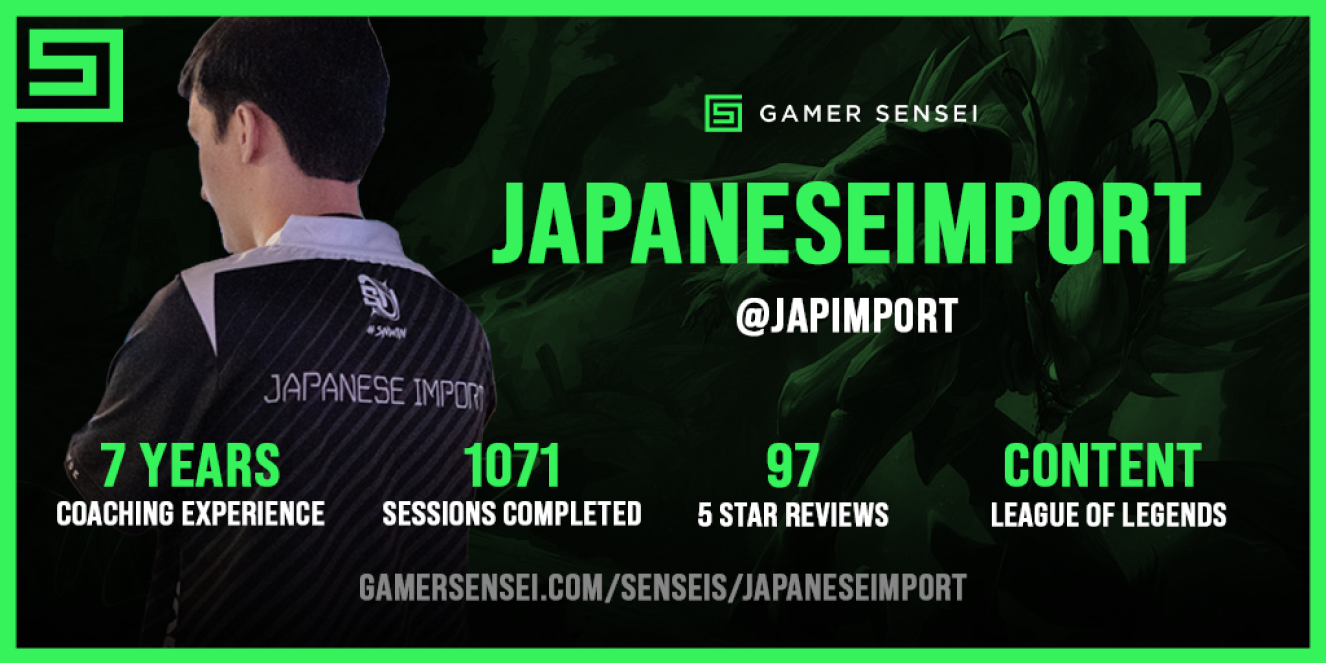 GAMER SENSEI
JAPANESEIMPORT
@JAPIMPORT
#SNWIN
JAPANESE IMPORT
7 YEARS
COACHING EXPERIENCE
1071
SESSIONS COMPLETED
97
5 STAR REVIEWS
CONTENT
LEAGUE OF LEGENDS
GAMERSENSEI.COM/SENSEIS/JAPANESEIMPORT